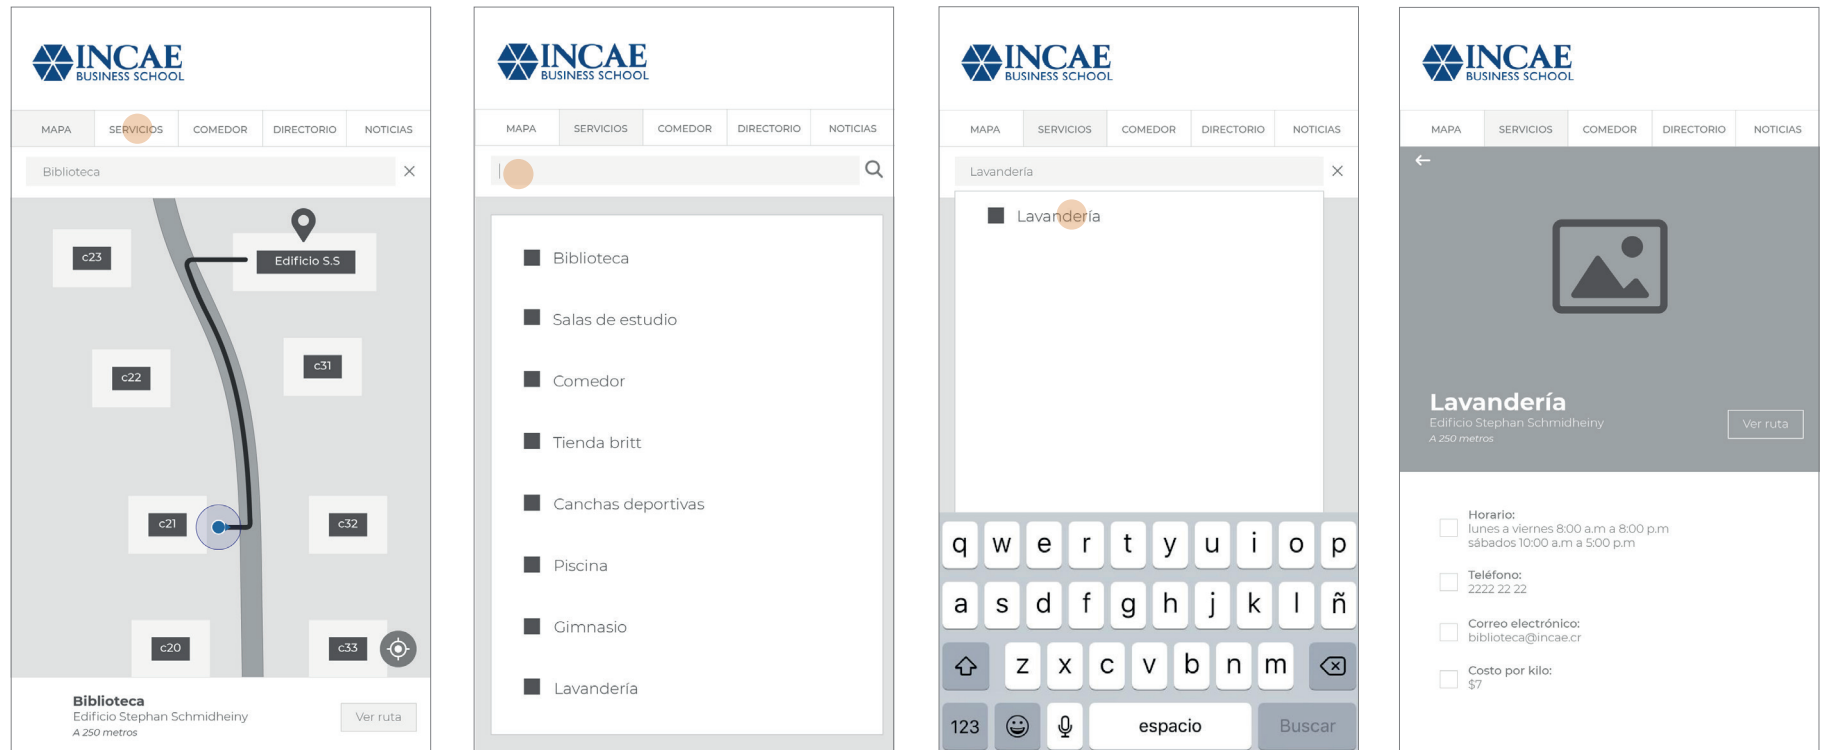 INCAE
BUSINESS SCHOOL
MAPA SERVICIOS COMEDOR DIRECTORIO NOTICIAS
Biblioteca
c23
Edificio S.S
c22
c31
c21
c32
c20
c33
Biblioteca
Edificio Stephan Schmidheiny
A 250 metros
Ver ruta
INCAE
BUSINESS SCHOOL
MAPA SERVICIOS COMEDOR DIRECTORIO NOTICIAS
Biblioteca
Salas de estudio
Comedor
Tienda britt
Canchas deportivas
Piscina
Gimnasio
Lavandería
INCAE
BUSINESS SCHOOL
MAPA SERVICIOS COMEDOR DIRECTORIO NOTICIAS
Lavandería
Lavandería
q w e r t y u i o p
a s d f g h j k l ñ
z x c v b n m
123 espacio Buscar
INCAE
BUSINESS SCHOOL
MAPA SERVICIOS COMEDOR DIRECTORIO NOTICIAS
Lavandería
Edificio Stephan Schmidheiny
A 250 metros
Ver ruta
Horario:
lunes a viernes 8:00 a.m a 8:00 p.m
sábados 10:00 a.m a 5:00 p.m
Teléfono:
2222 22 22
Correo electrónico:
biblioteca@incae.cr
Costo por kilo:
$7